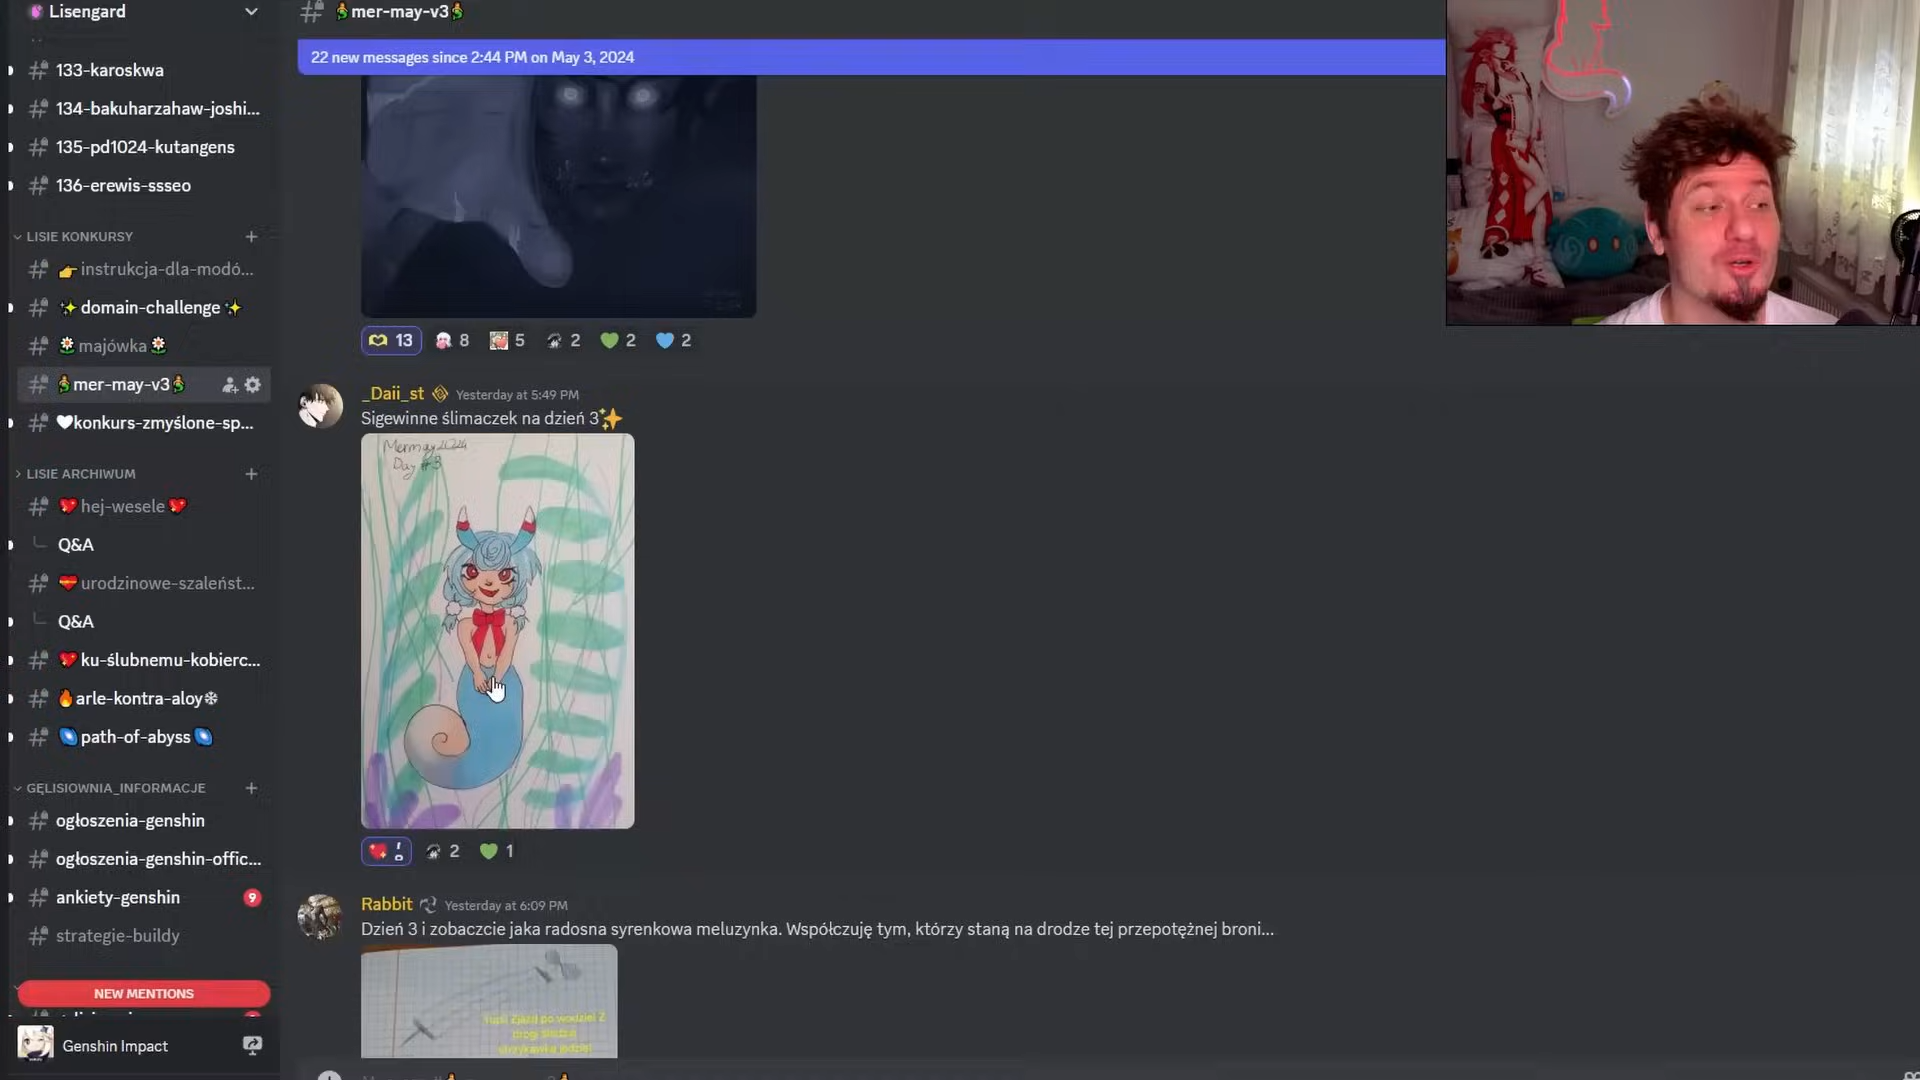 Lisengard
133-karoskwa
134-bakuharzahaw-joshi...
135-pd1024-kutangens
136-erewis-ssseo
LISIE KONKURSY
instrukcja-dla-modó...
domain-challenge
majówka
mer-may-v3
konkurs-zmyślone-sp...
LISIE ARCHIWUM
hej-wesele
Q&A
urodzinowe-szaleńst...
Q&A
ku-ślubnemu-kobierc...
arle-kontra-aloy
path-of-abyss
GĘLISIOWNIA_INFORMACJE
ogłoszenia-genshin
ogłoszenia-genshin-offic...
ankiety-genshin 9
strategie-buildy
NEW MENTIONS
Genshin Impact
mer-may-v3
22 new messages since 2:44 PM on May 3, 2024
13 8 5 2 2 2
_Daii_st Yesterday at 5:49 PM
Sigewinne ślimaczek na dzień 3
Mermay 2024
Day #3
2 1
Rabbit Yesterday at 6:09 PM
Dzień 3 i zobaczcie jaka radosna syrenkowa meluzynka. Współczuję tym, którzy staną na drodze tej przepotężnej broni...